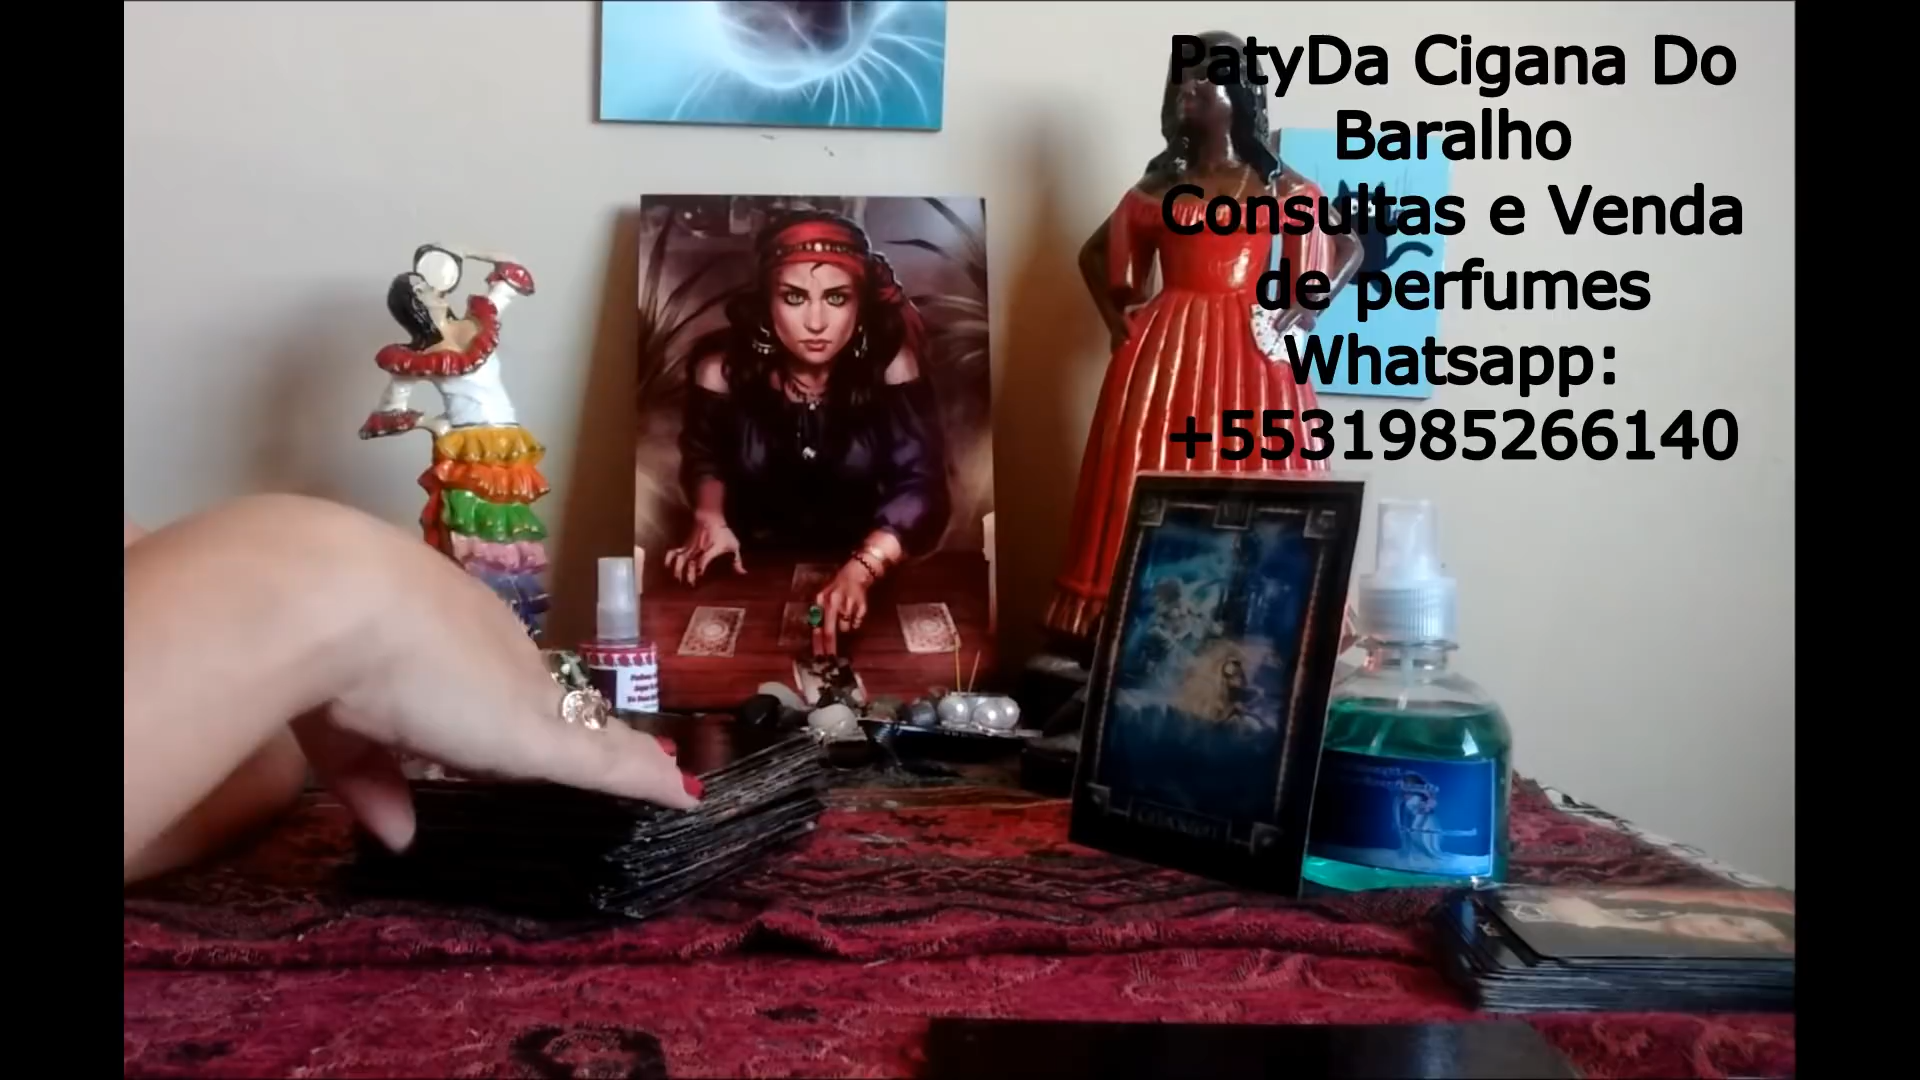 PatyDa Cigana Do
Baralho
Consultas e Venda
de perfumes
Whatsapp:
+5531985266140